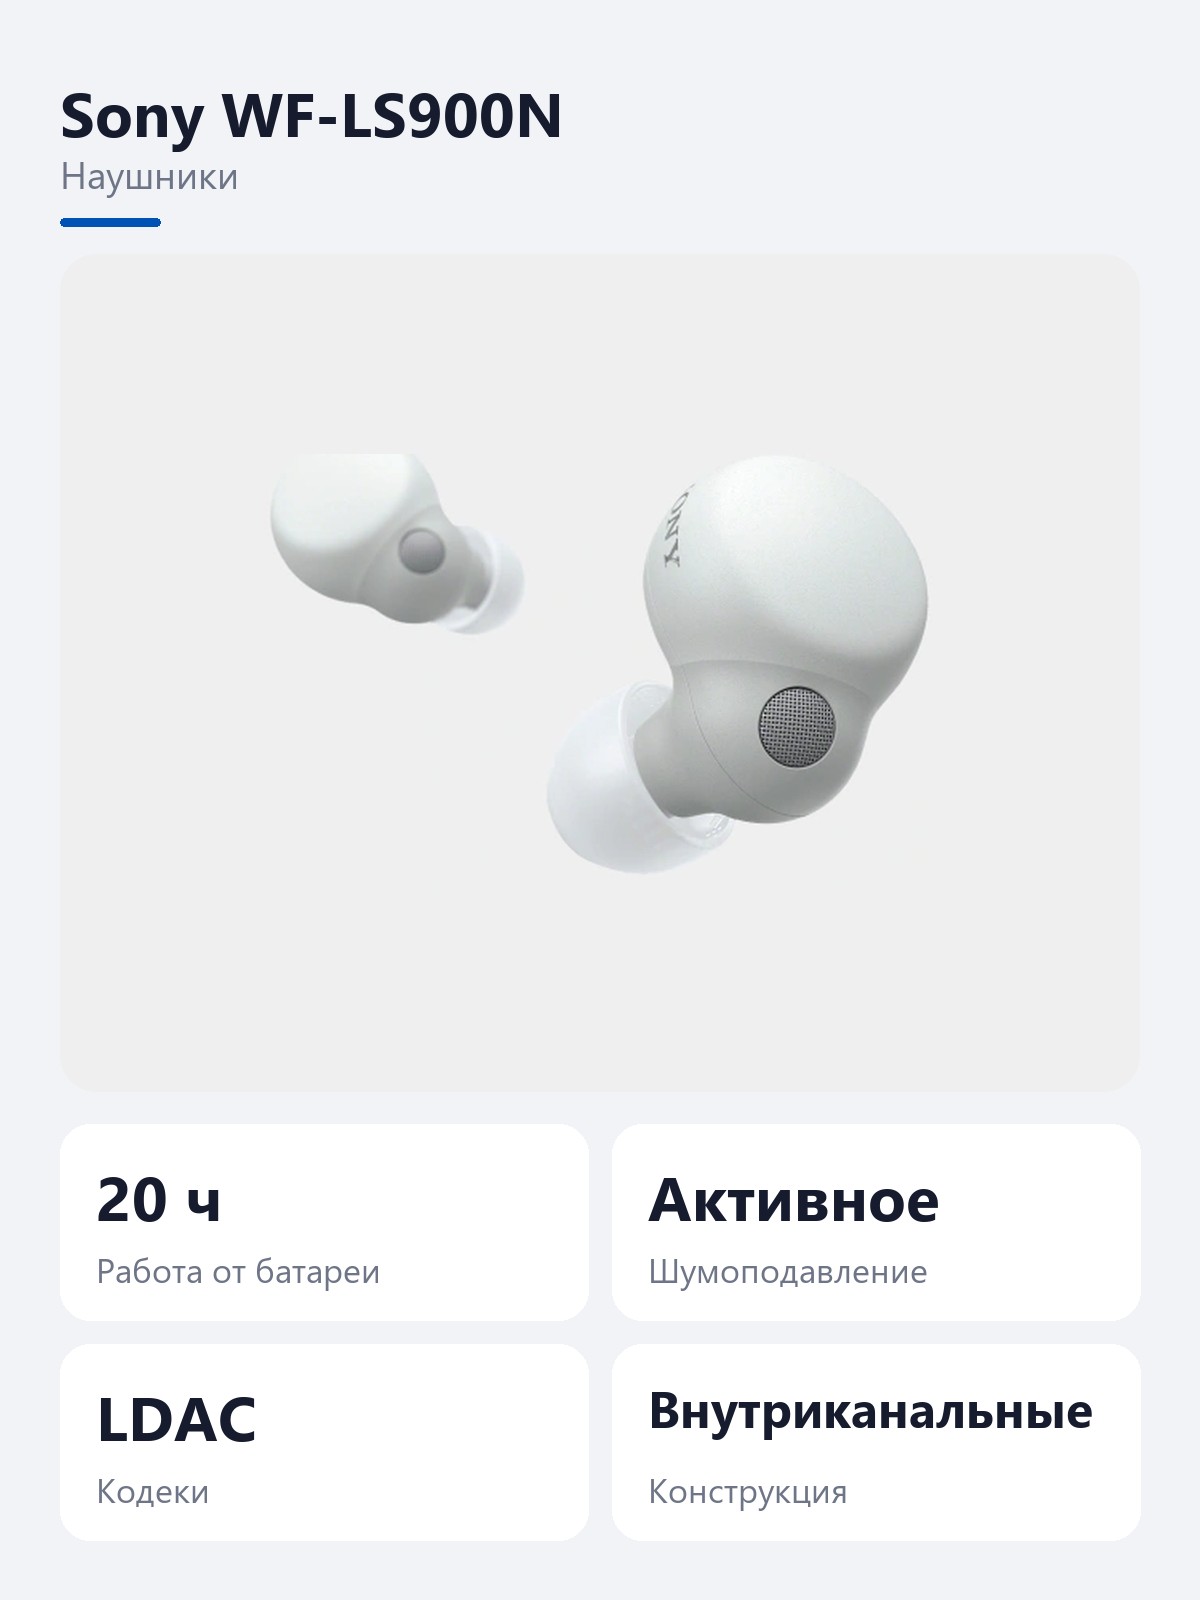 Sony WF-LS900N
Наушники
SONY
20 ч
Работа от батареи
Активное
Шумоподавление
LDAC
Кодеки
Внутриканальные
Конструкция